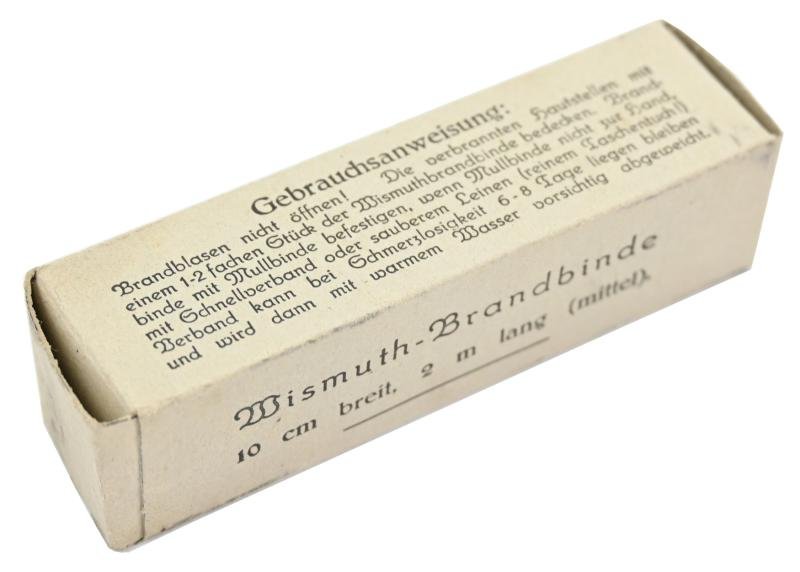 Gebrauchsanweisung:
Brandblasen nicht öffnen! Die verbrannten Hautstellen mit
einem 1-2 fachen Stück der Wismuthbrandbinde bedecken. Brand-
binde mit Mullbinde befestigen, wenn Mullbinde nicht zur Hand,
mit Schnellverband oder sauberem Leinen (reinem Taschentuch!)
Verband kann bei Schmerzlosigkeit 6-8 Tage liegen bleiben
und wird dann mit warmem Wasser vorsichtig abgeweicht.
Wismuth-Brandbinde
10 cm breit, 2 m lang (mittel).